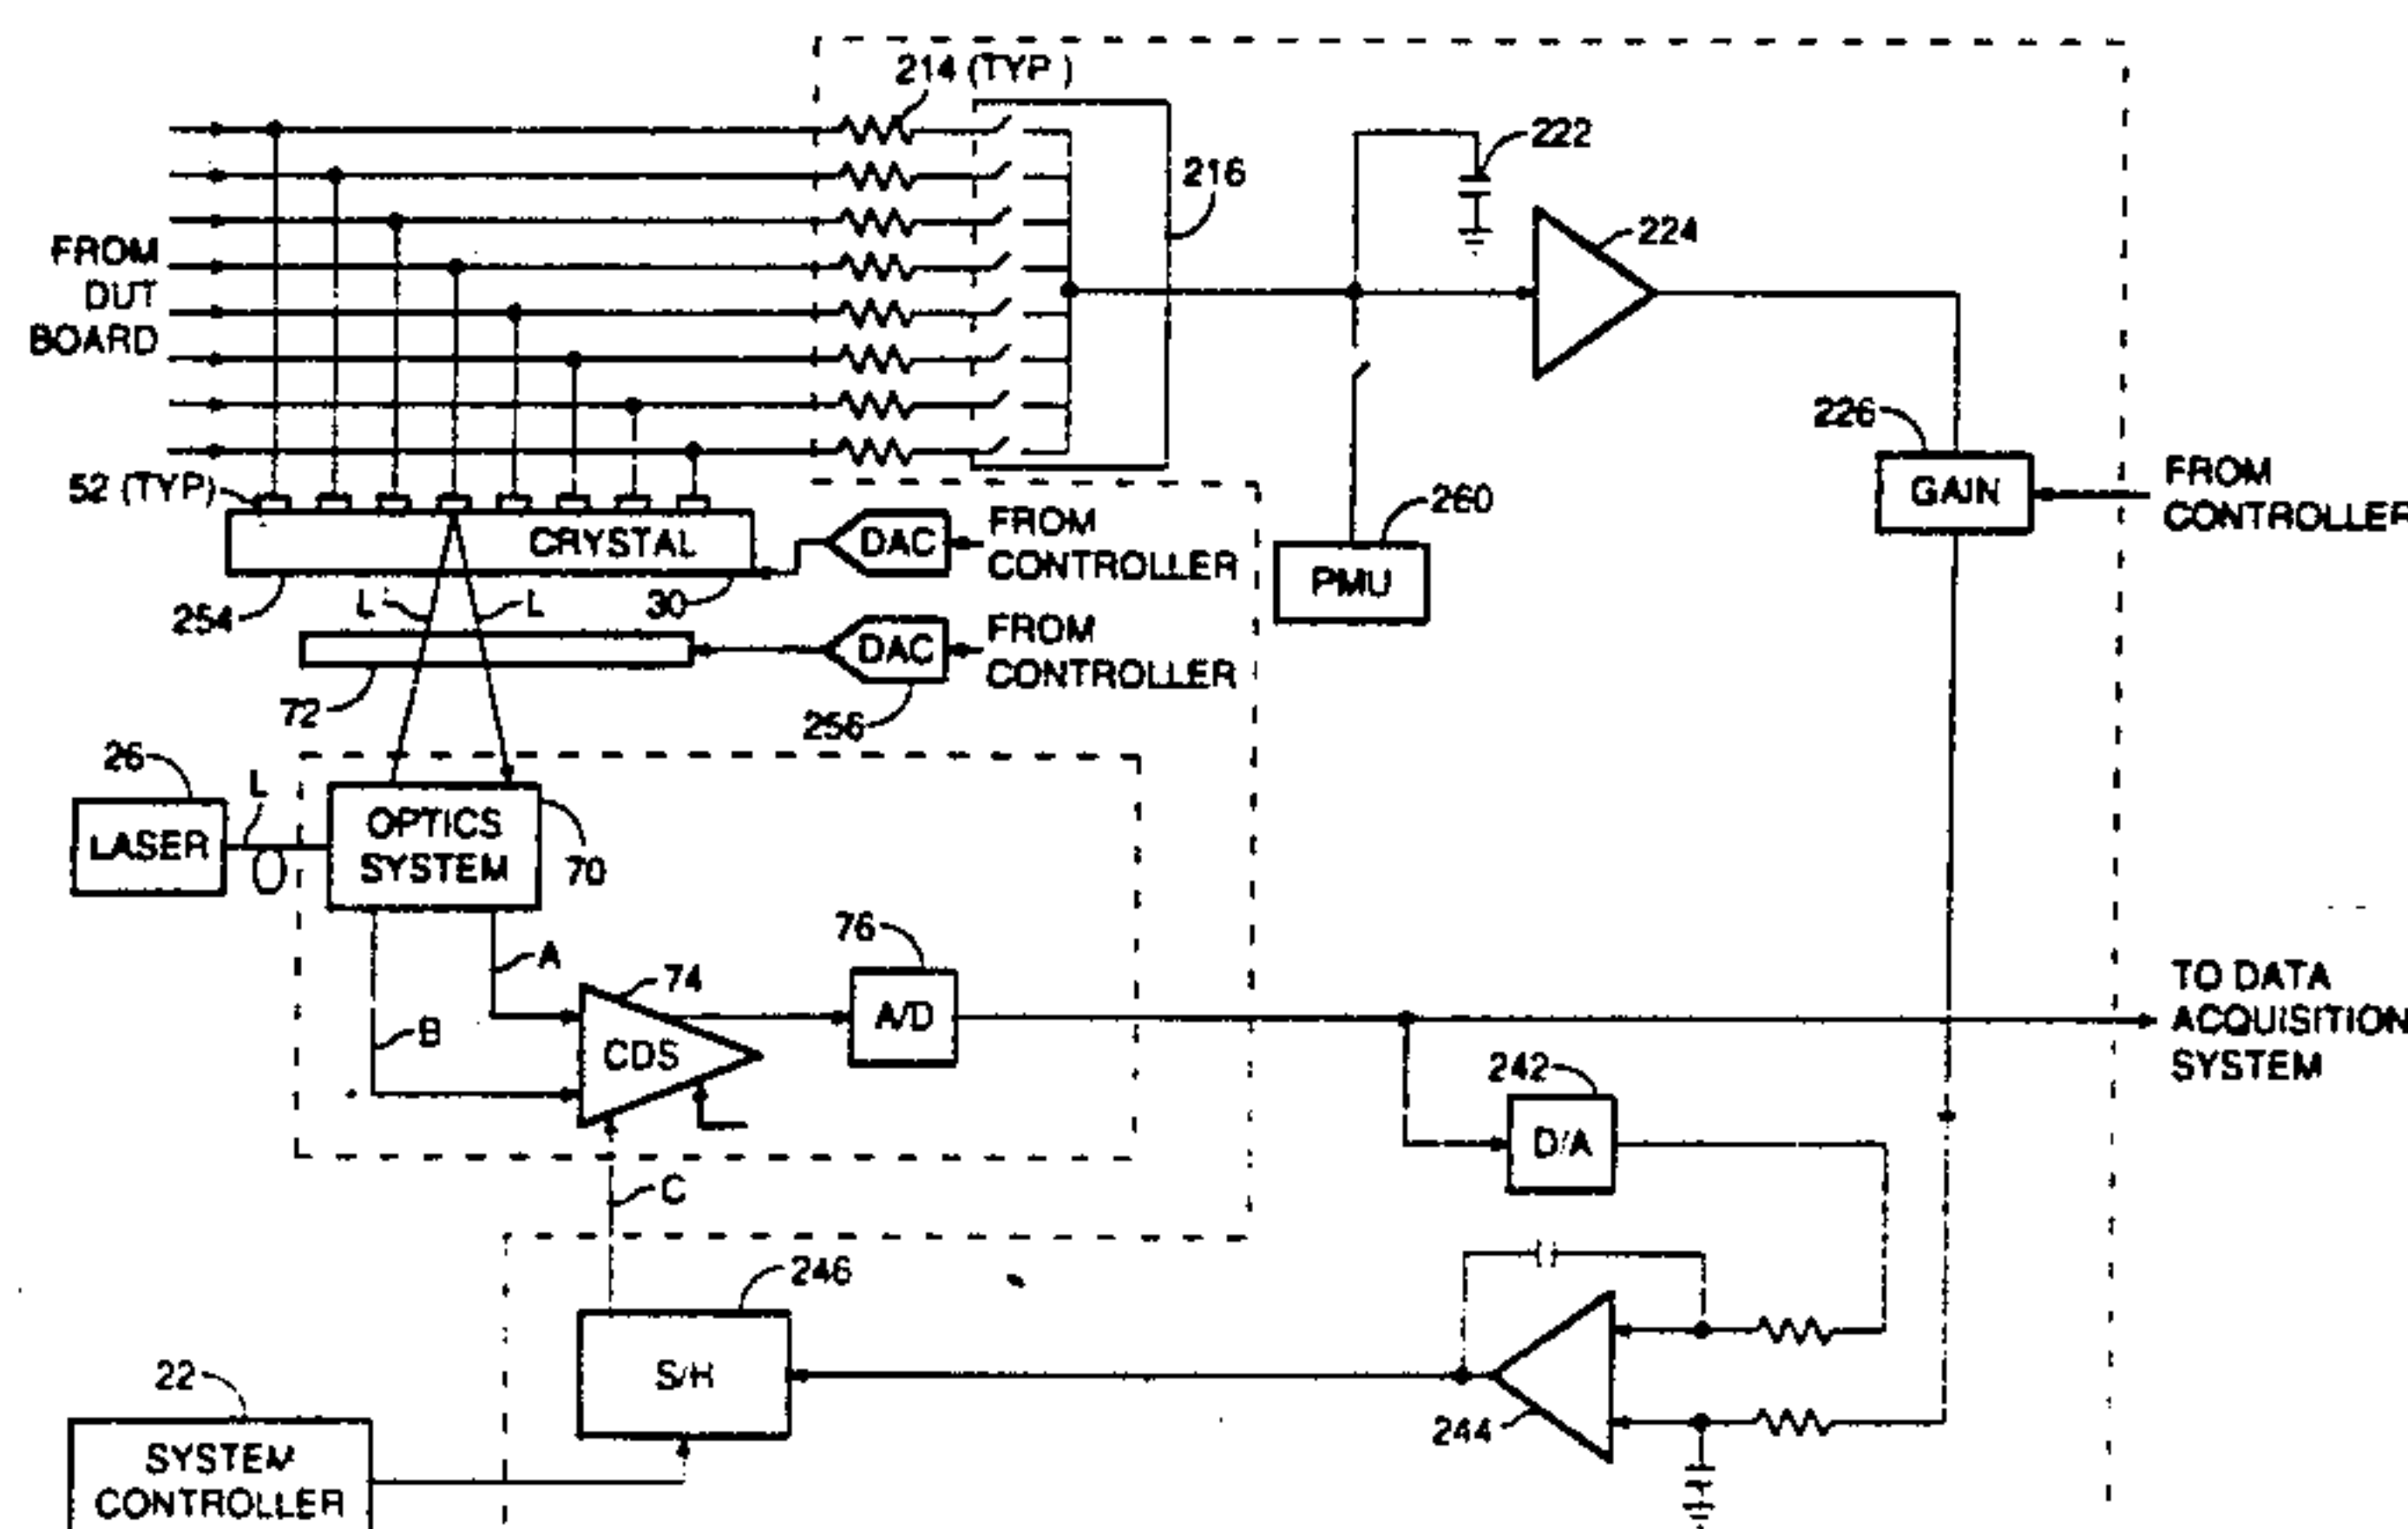 214 (TYP)
222
216
224
FROM
DUT
BOARD
226
GAIN
FROM
CONTROLLER
52 (TYP)
CRYSTAL
DAC
FROM
CONTROLLER
260
PMU
254
L
L
30
DAC
FROM
CONTROLLER
72
256
26
L
LASER
OPTICS
SYSTEM
70
A
76
74
B
CDS
A/D
TO DATA
ACQUISITION
SYSTEM
242
D/A
C
246
S/H
244
22
SYSTEM
CONTROLLER